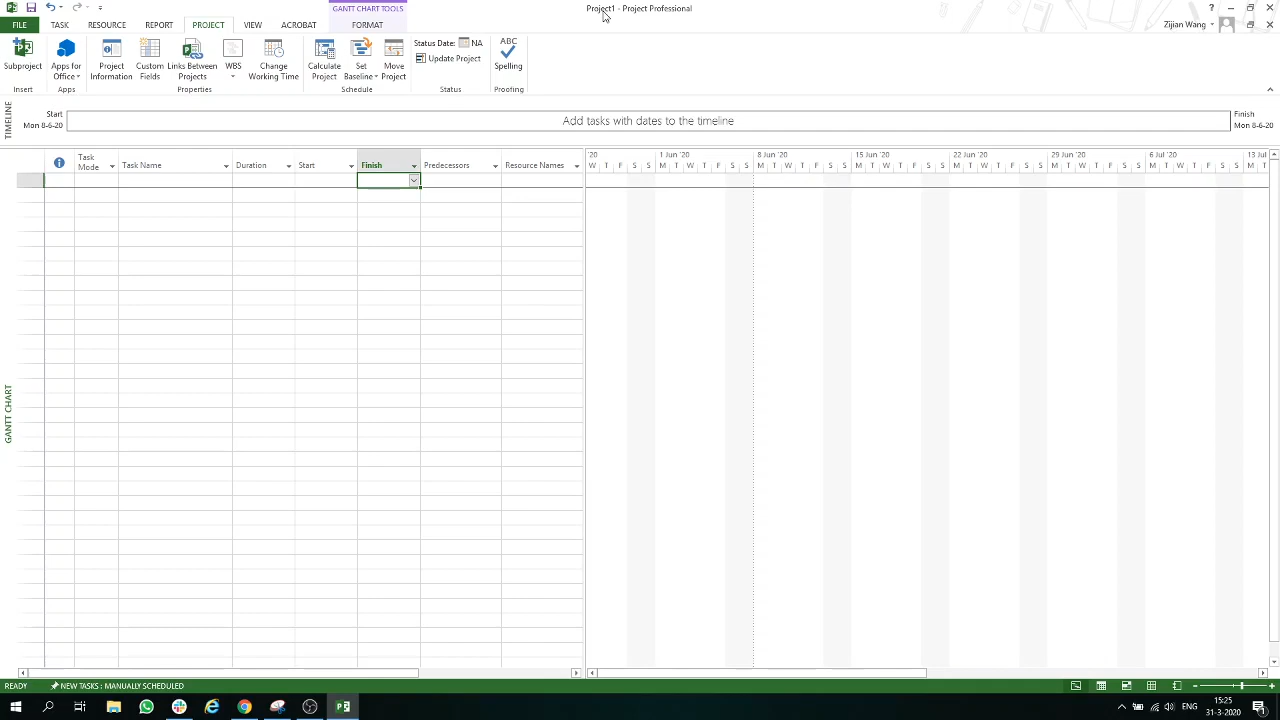 GANTT CHART TOOLS
Project1 - Project Professional
?
FILE TASK RESOURCE REPORT PROJECT VIEW ACROBAT FORMAT
Zijian Wang
Subproject
Apps for Office
Project Information
Custom Fields
Links Between Projects
WBS
Change Working Time
Calculate Project
Set Baseline
Move Project
Status Date: NA
Update Project
ABC
Spelling
Insert Apps Properties Schedule Status Proofing
TIMELINE
Start
Mon 8-6-20
Add tasks with dates to the timeline
Finish
Mon 8-6-20
Task Mode
Task Name
Duration
Start
Finish
Predecessors
Resource Names
'20 1 Jun '20 8 Jun '20 15 Jun '20 22 Jun '20 29 Jun '20 6 Jul '20 13 Jul
W T F S S M T W T F S S M T W T F S S M T W T F S S M T W T F S S M T W T F S S M T W T F S S M T
GANTT CHART
READY NEW TASKS : MANUALLY SCHEDULED
ENG
15:25
31-3-2020